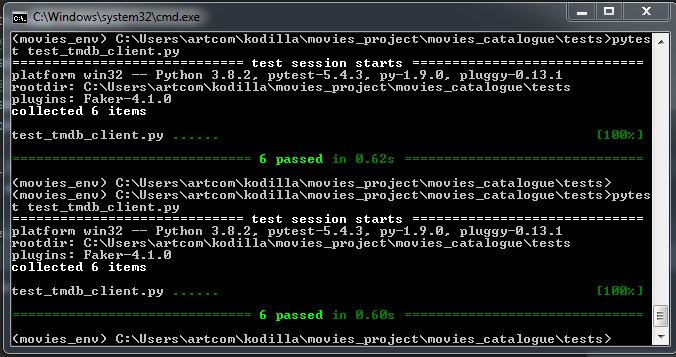 C:\Windows\system32\cmd.exe
(movies_env) C:\Users\artcom\kodilla\movies_project\movies_catalogue\tests>pytes
t test_tmdb_client.py
============================= test session starts =============================
platform win32 -- Python 3.8.2, pytest-5.4.3, py-1.9.0, pluggy-0.13.1
rootdir: C:\Users\artcom\kodilla\movies_project\movies_catalogue\tests
plugins: Faker-4.1.0
collected 6 items
test_tmdb_client.py ...... [100%]
============================== 6 passed in 0.62s ==============================
(movies_env) C:\Users\artcom\kodilla\movies_project\movies_catalogue\tests>
(movies_env) C:\Users\artcom\kodilla\movies_project\movies_catalogue\tests>pytes
t test_tmdb_client.py
============================= test session starts =============================
platform win32 -- Python 3.8.2, pytest-5.4.3, py-1.9.0, pluggy-0.13.1
rootdir: C:\Users\artcom\kodilla\movies_project\movies_catalogue\tests
plugins: Faker-4.1.0
collected 6 items
test_tmdb_client.py ...... [100%]
============================== 6 passed in 0.60s ==============================
(movies_env) C:\Users\artcom\kodilla\movies_project\movies_catalogue\tests>